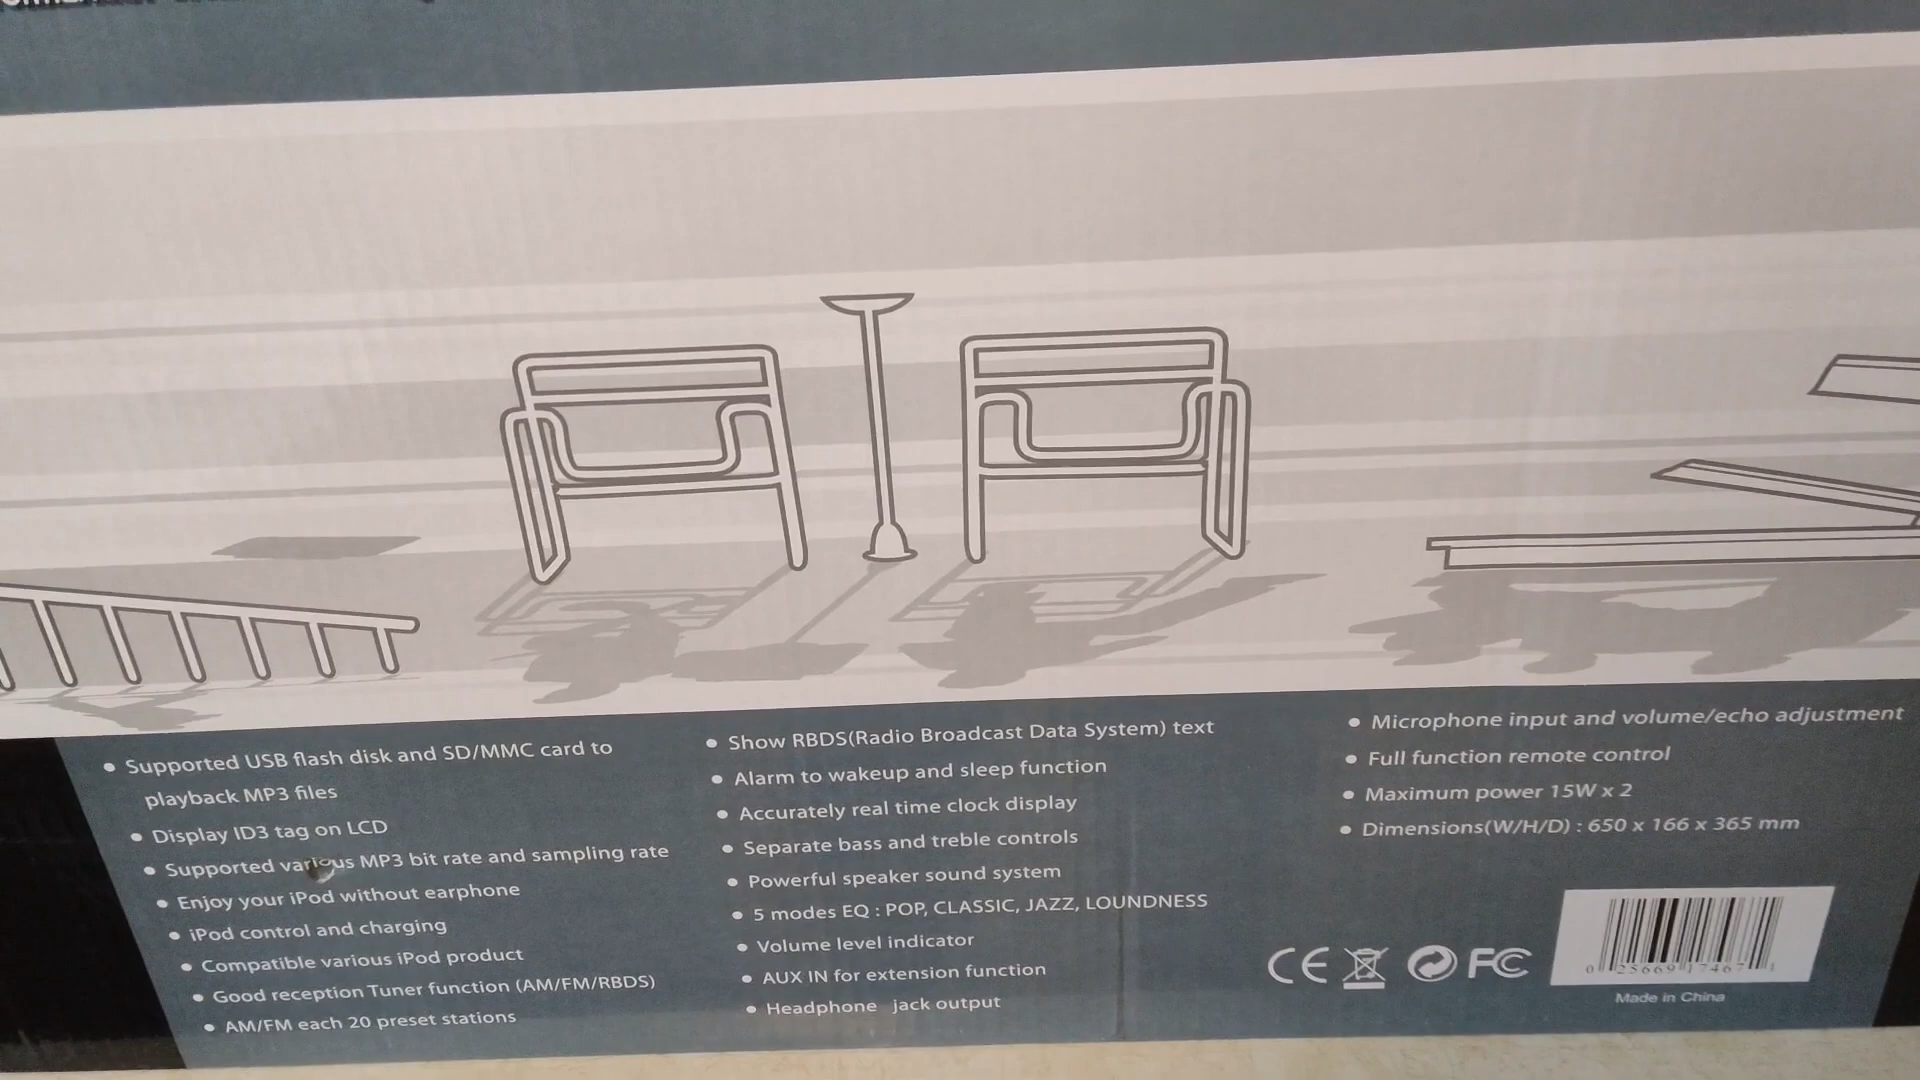 Supported USB flash disk and SD/MMC card to
playback MP3 files
Display ID3 tag on LCD
Supported various MP3 bit rate and sampling rate
Enjoy your iPod without earphone
iPod control and charging
Compatible various iPod product
Good reception Tuner function (AM/FM/RBDS)
AM/FM each 20 preset stations
Show RBDS(Radio Broadcast Data System) text
Alarm to wakeup and sleep function
Accurately real time clock display
Separate bass and treble controls
Powerful speaker sound system
5 modes EQ : POP, CLASSIC, JAZZ, LOUNDNESS
Volume level indicator
AUX IN for extension function
Headphone jack output
Microphone input and volume/echo adjustment
Full function remote control
Maximum power 15W x 2
Dimensions(W/H/D) : 650 x 166 x 365 mm
CE FC
0 25669 17467 1
Made in China